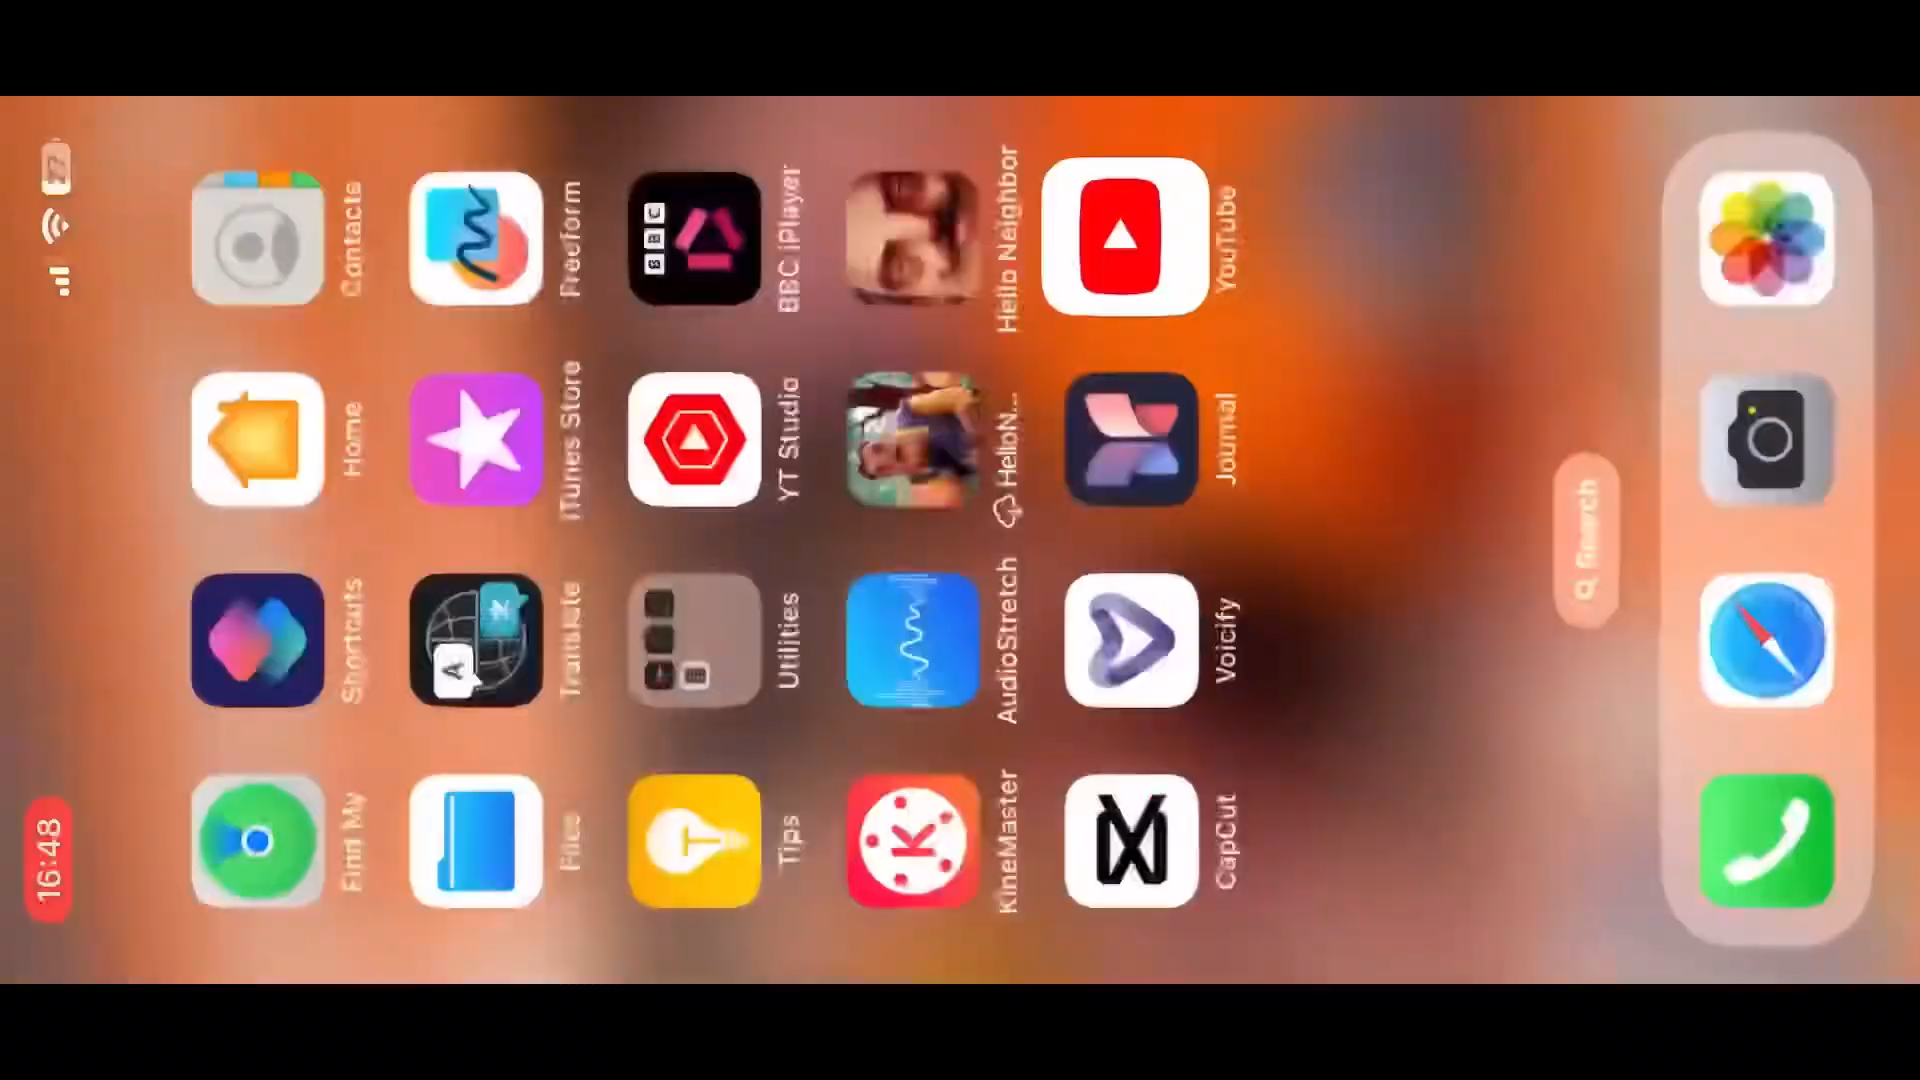 16:48
Find My
Shortcuts
Home
Contacts
Files
Translate
iTunes Store
Freeform
Tips
Utilities
YT Studio
BBC iPlayer
KineMaster
AudioStretch
HelloN...
Hello Neighbor
CapCut
Voicify
Journal
YouTube
Search